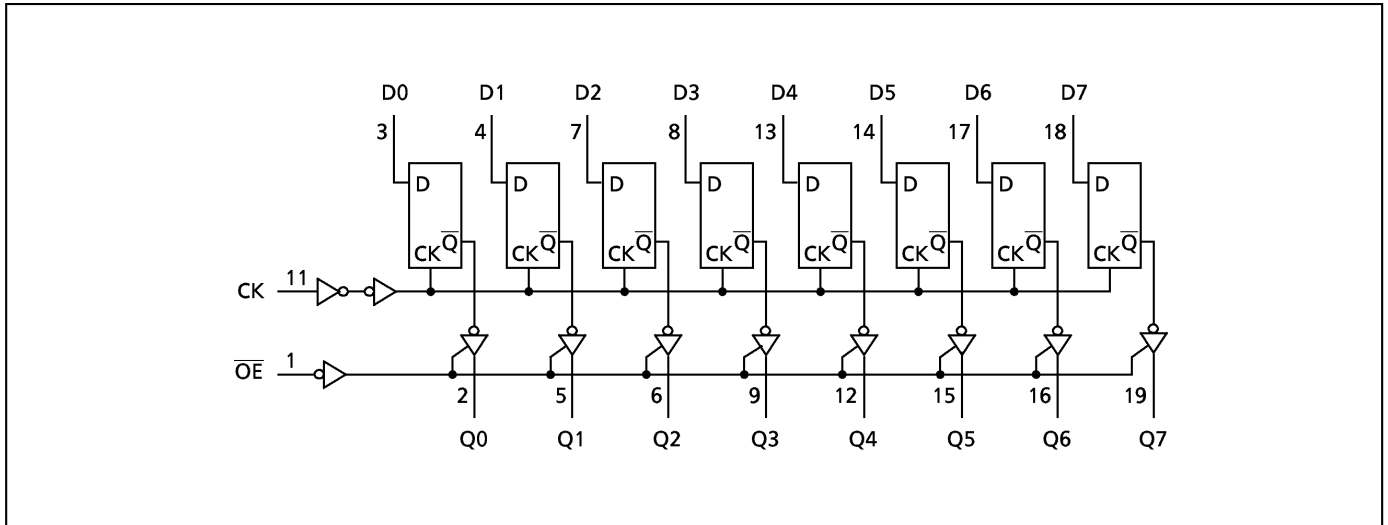 D0 D1 D2 D3 D4 D5 D6 D7
3 4 7 8 13 14 17 18
D D D D D D D D
CK Q̅ CK Q̅ CK Q̅ CK Q̅ CK Q̅ CK Q̅ CK Q̅ CK Q̅
CK 11
O̅E̅ 1
2 5 6 9 12 15 16 19
Q0 Q1 Q2 Q3 Q4 Q5 Q6 Q7